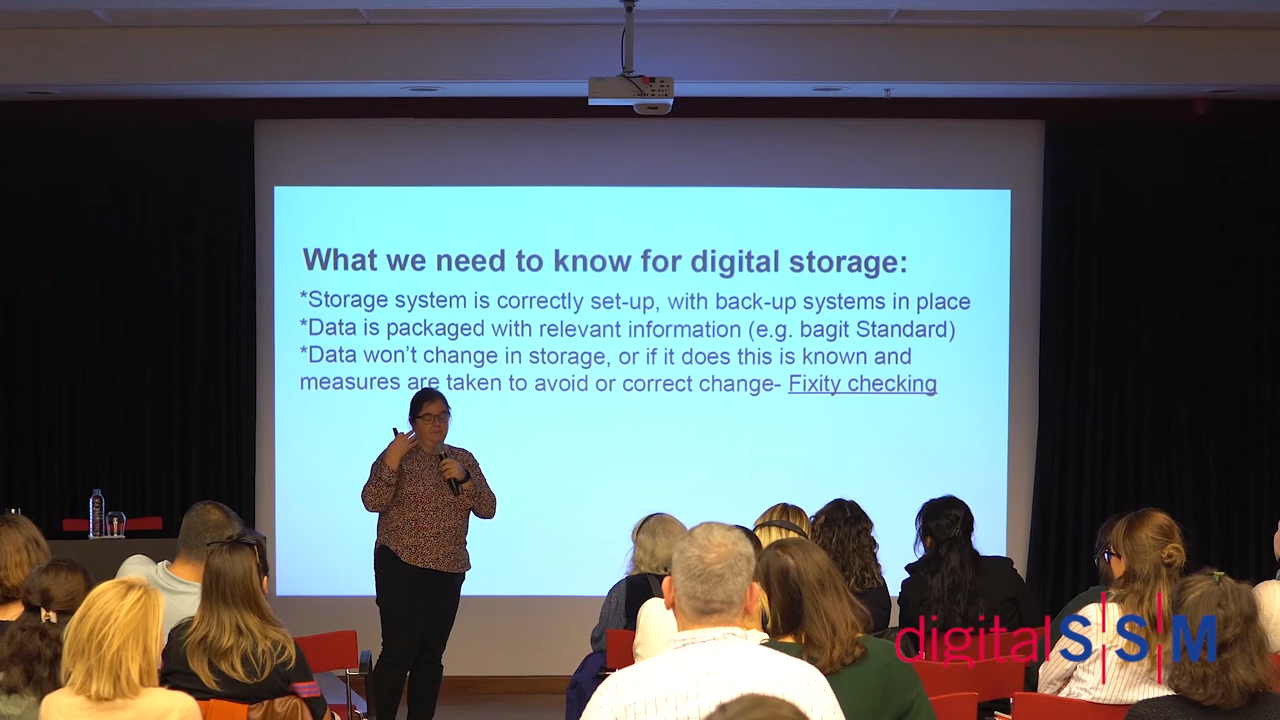 What we need to know for digital storage:
*Storage system is correctly set-up, with back-up systems in place
*Data is packaged with relevant information (e.g. bagit Standard)
*Data won't change in storage, or if it does this is known and
measures are taken to avoid or correct change- Fixity checking
digitalS|S|M